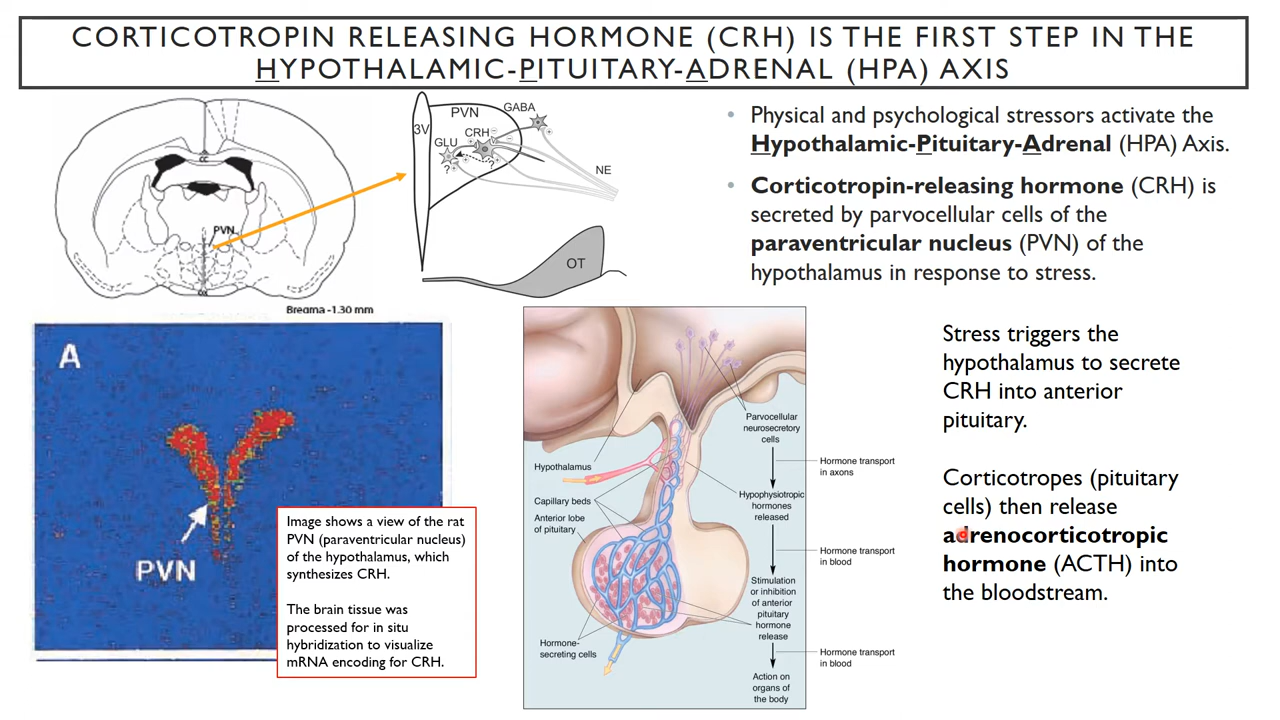 CORTICOTROPIN RELEASING HORMONE (CRH) IS THE FIRST STEP IN THE
HYPOTHALAMIC-PITUITARY-ADRENAL (HPA) AXIS
CC
PVN
Bregma -1.30 mm
3V
PVN
GABA
GLU
CRH
?
?
NE
OT
• Physical and psychological stressors activate the
Hypothalamic-Pituitary-Adrenal (HPA) Axis.
• Corticotropin-releasing hormone (CRH) is
secreted by parvocellular cells of the
paraventricular nucleus (PVN) of the
hypothalamus in response to stress.
A
PVN
Image shows a view of the rat
PVN (paraventricular nucleus)
of the hypothalamus, which
synthesizes CRH.
The brain tissue was
processed for in situ
hybridization to visualize
mRNA encoding for CRH.
Hypothalamus
Capillary beds
Anterior lobe
of pituitary
Hormone-
secreting cells
Parvocellular
neurosecretory
cells
Hormone transport
in axons
Hypophysiotropic
hormones
released
Hormone transport
in blood
Stimulation
or inhibition
of anterior
pituitary
hormone
release
Hormone transport
in blood
Action on
organs of
the body
Stress triggers the
hypothalamus to secrete
CRH into anterior
pituitary.
Corticotropes (pituitary
cells) then release
adrenocorticotropic
hormone (ACTH) into
the bloodstream.